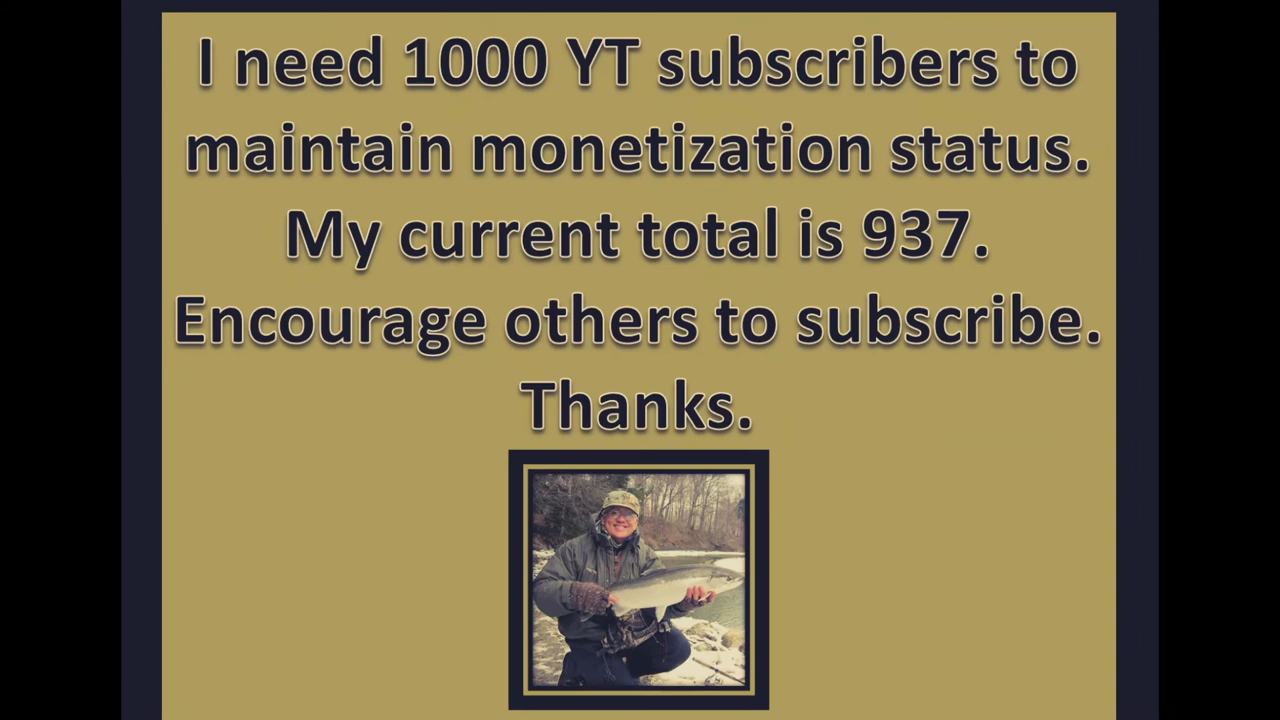 I need 1000 YT subscribers to
maintain monetization status.
My current total is 937.
Encourage others to subscribe.
Thanks.